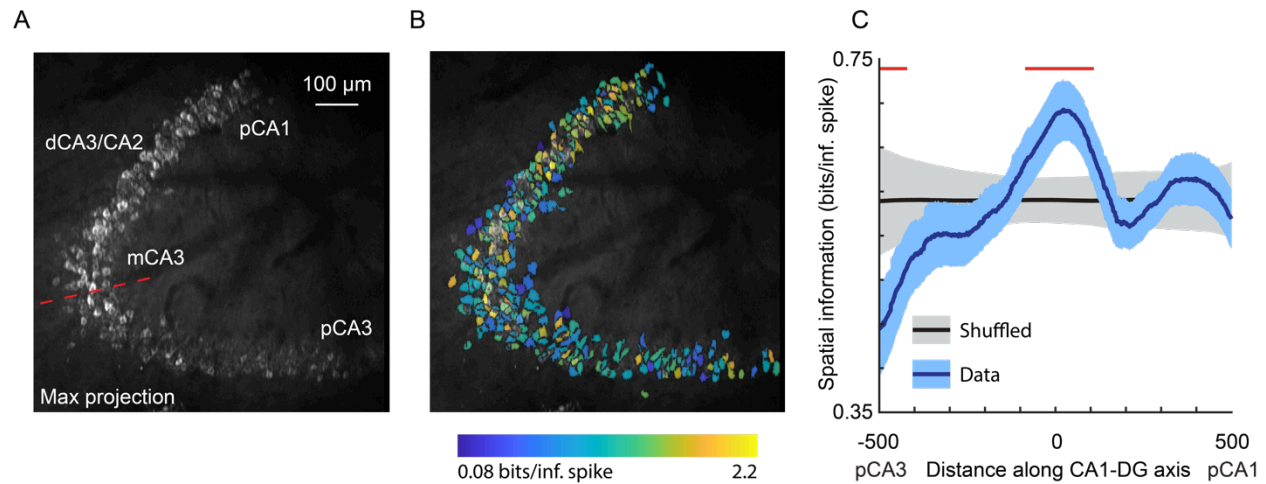 A
100 µm
pCA1
dCA3/CA2
mCA3
pCA3
Max projection
B
0.08 bits/inf. spike 2.2
C
0.75
Spatial information (bits/inf. spike)
Shuffled
Data
0.35
-500 0 500
pCA3 Distance along CA1-DG axis pCA1